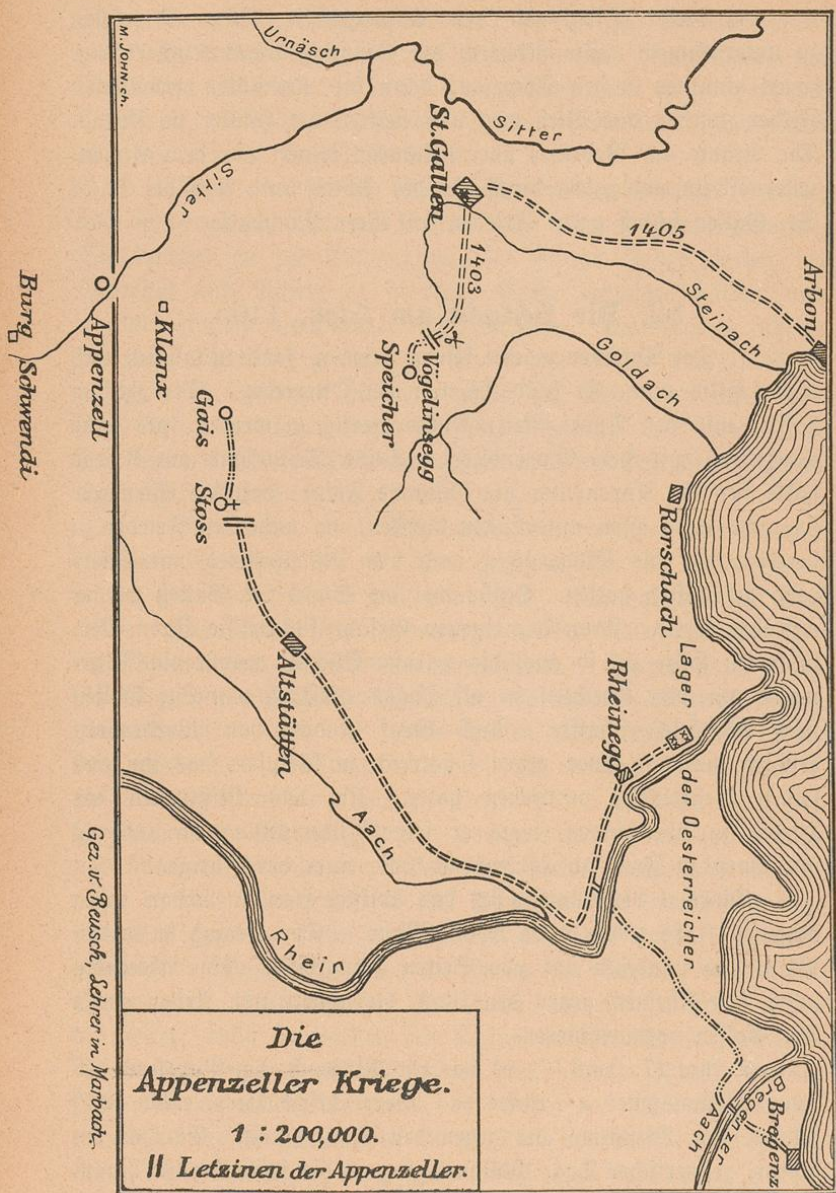 M. JOHN. ch.
Urnäsch
Sitter
Sitter
St. Gallen
1405
1403
Arbon
Steinach
Goldach
Vögelinsegg
Speicher
Burg Schwendi.
Appenzell
Klanx
Gais
Stoss
Rorschach
Lager der Oesterreicher
Rheinegg
Altstätten
Aach
Rhein
Bregenzer Aach
Bregenz
Gez. v. Beusch, Lehrer in Marbach.
Die
Appenzeller Kriege.
1 : 200,000.
|| Letzinen der Appenzeller.